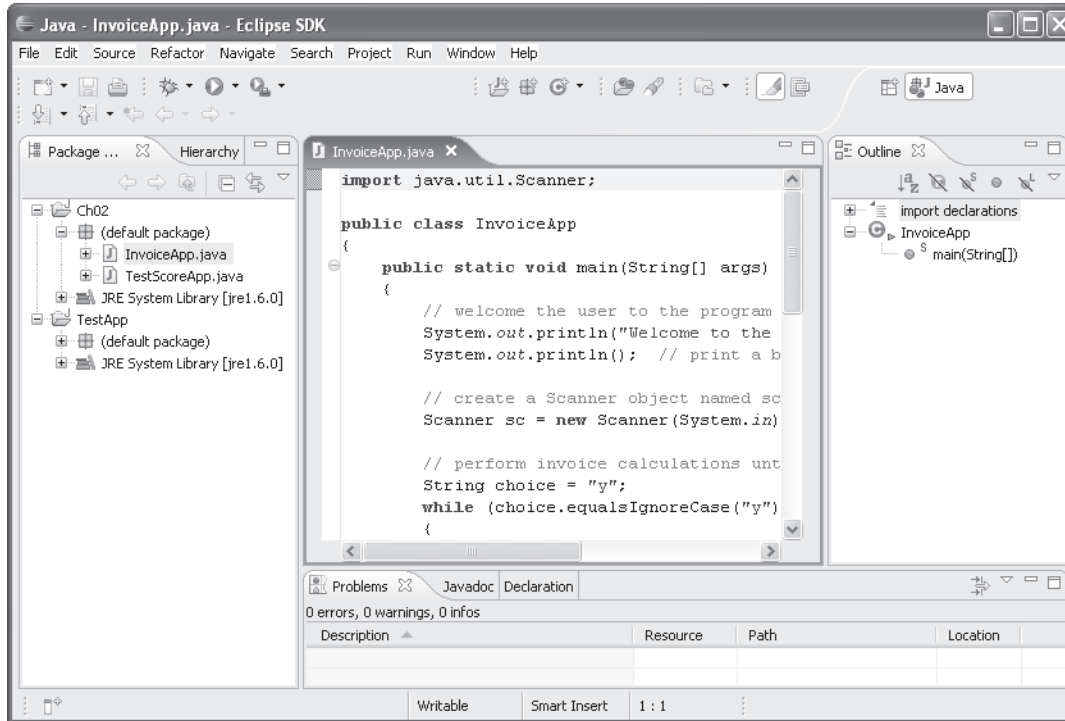 Java - InvoiceApp.java - Eclipse SDK
File Edit Source Refactor Navigate Search Project Run Window Help
Java
Package ... Hierarchy
Ch02
(default package)
InvoiceApp.java
TestScoreApp.java
JRE System Library [jre1.6.0]
TestApp
(default package)
JRE System Library [jre1.6.0]
InvoiceApp.java
import java.util.Scanner;
public class InvoiceApp
{
public static void main(String[] args)
{
// welcome the user to the program
System.out.println("Welcome to the
System.out.println(); // print a b
// create a Scanner object named sc
Scanner sc = new Scanner(System.in)
// perform invoice calculations unt
String choice = "y";
while (choice.equalsIgnoreCase("y")
{
Outline
import declarations
InvoiceApp
main(String[])
Problems Javadoc Declaration
0 errors, 0 warnings, 0 infos
Description Resource Path Location
Writable Smart Insert 1 : 1